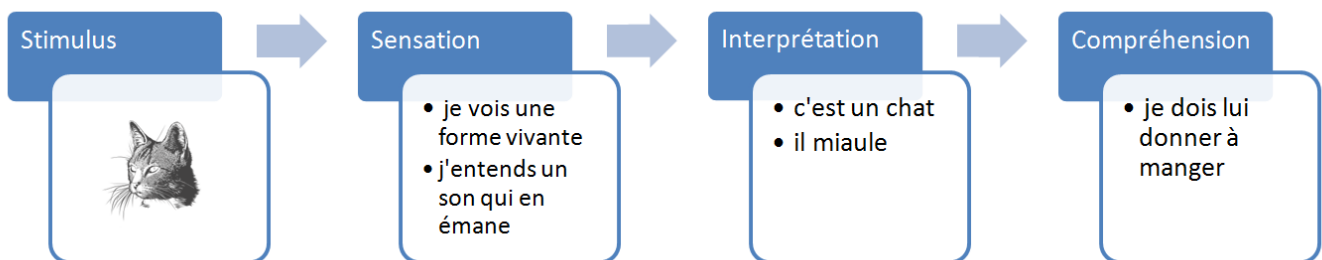 Stimulus
Sensation
• je vois une
forme vivante
• j'entends un
son qui en
émane
Interprétation
• c'est un chat
• il miaule
Compréhension
• je dois lui
donner à
manger